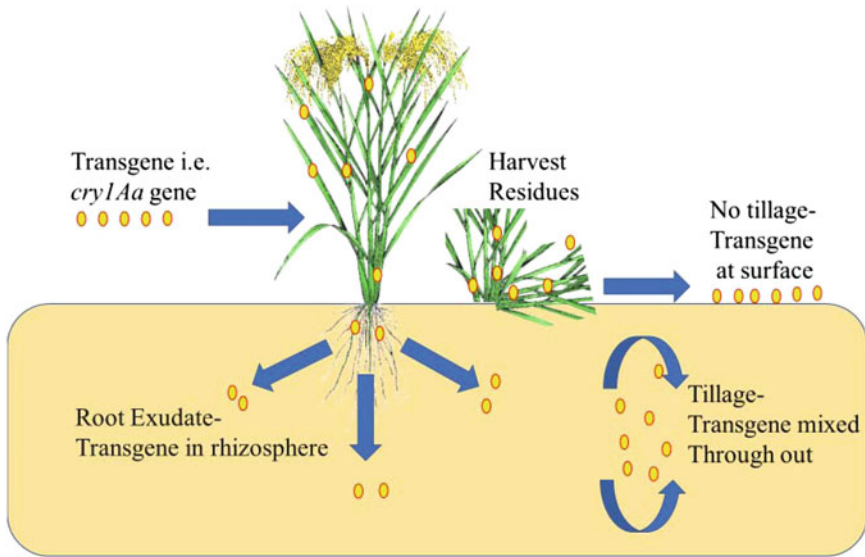 Transgene i.e.
cry1Aa gene
Harvest
Residues
No tillage-
Transgene
at surface
Root Exudate-
Transgene in rhizosphere
Tillage-
Transgene mixed
Through out